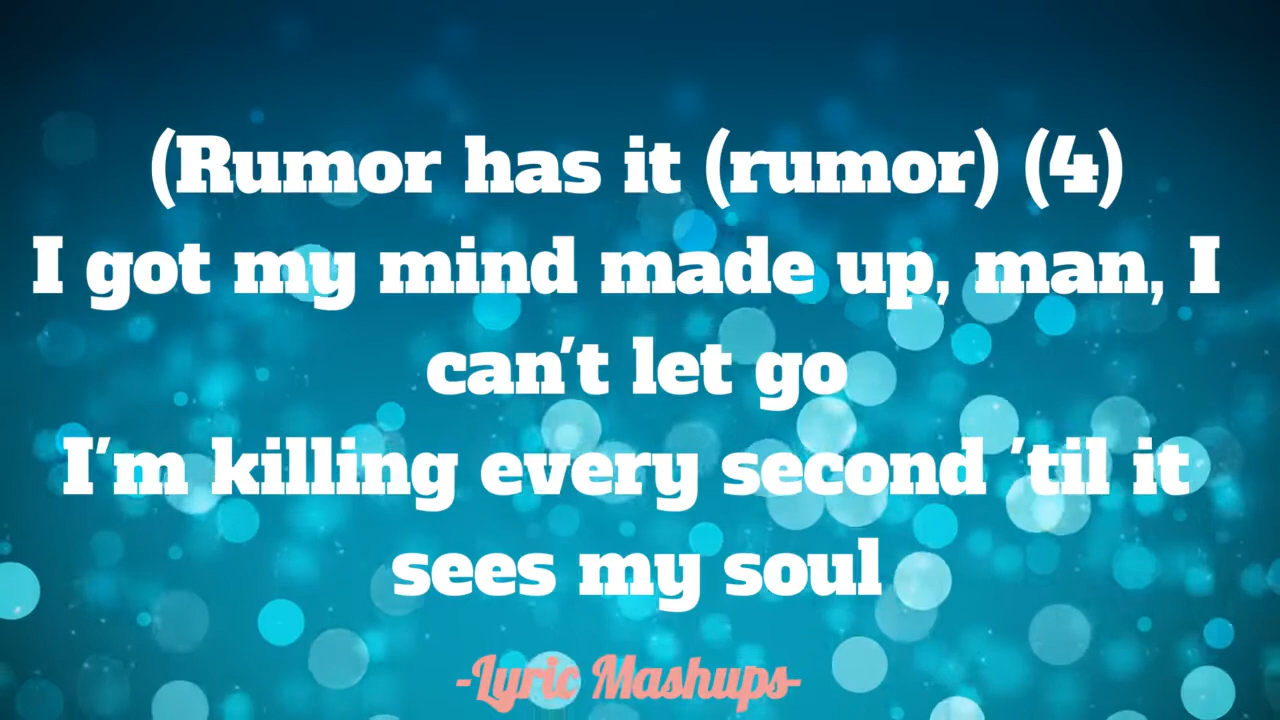 (Rumor has it (rumor) (4)
I got my mind made up, man, I
can't let go
I'm killing every second 'til it
sees my soul
-Lyric Mashups-